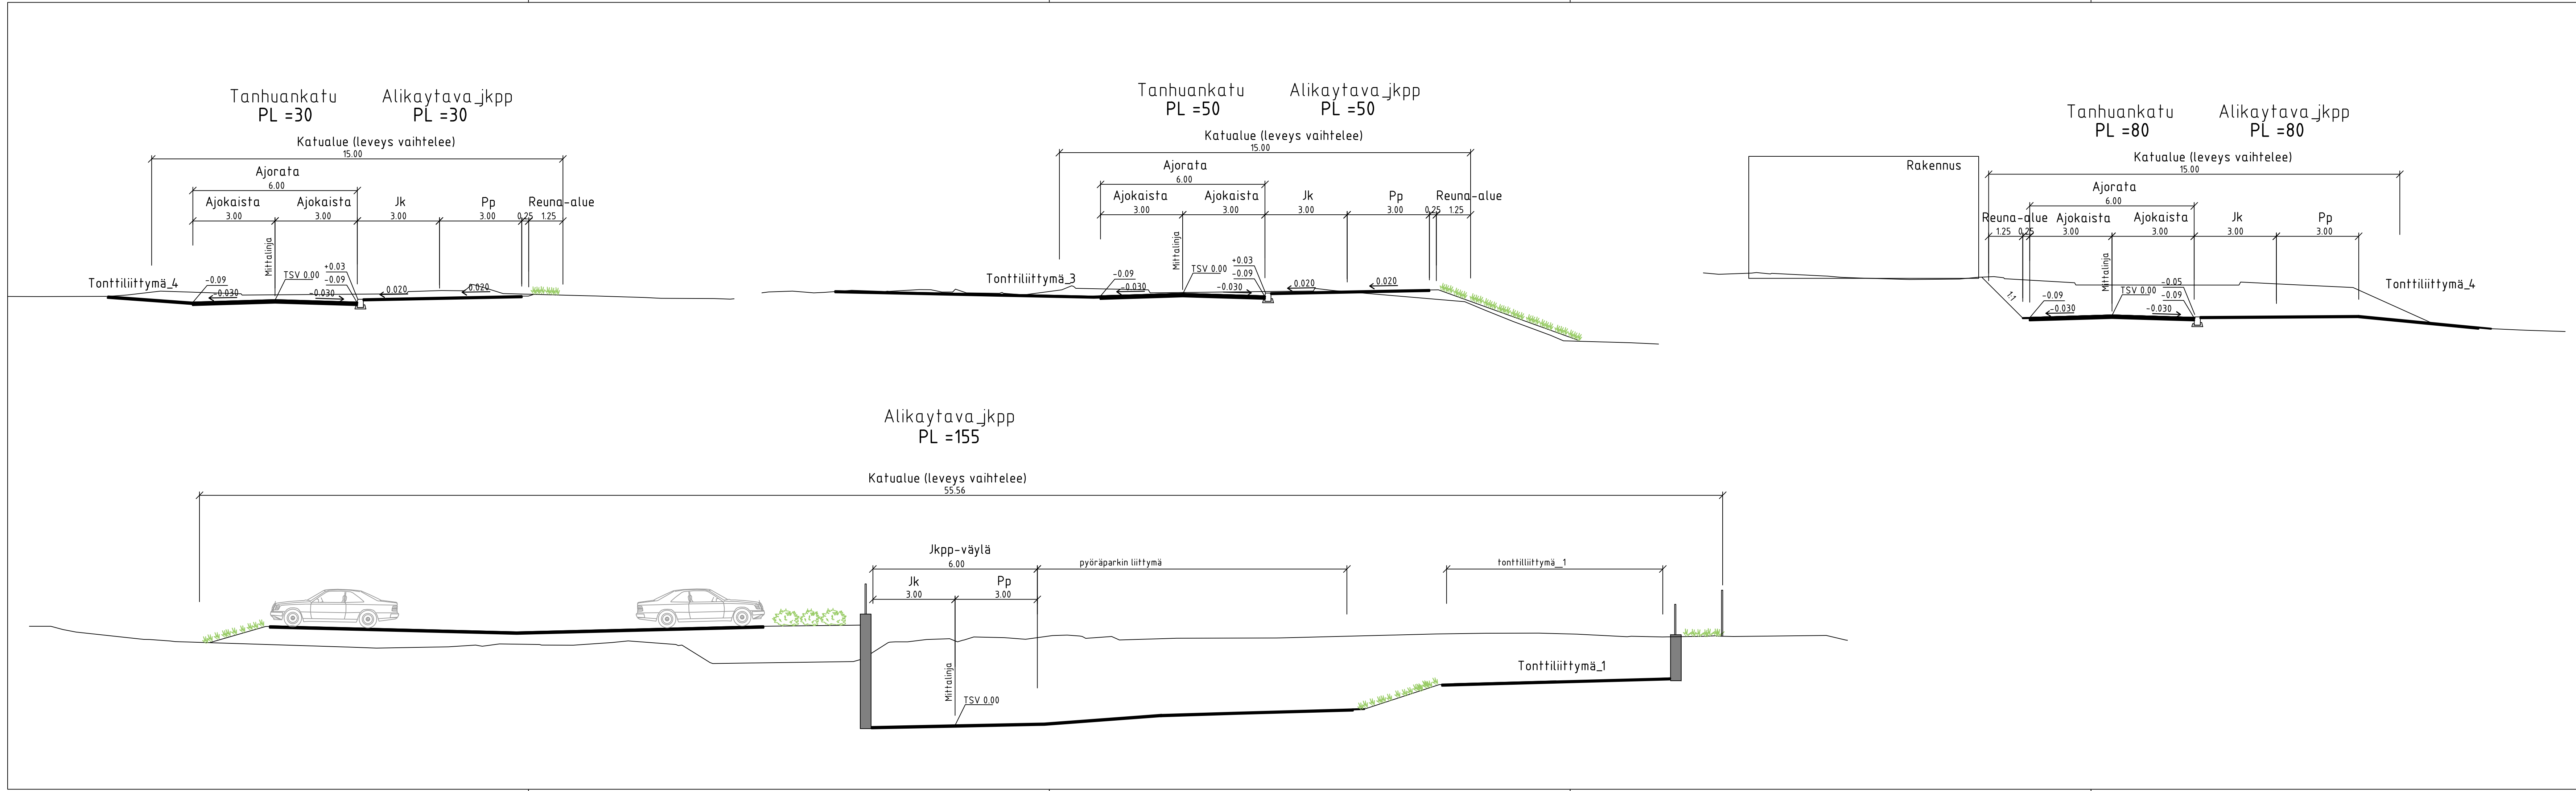 Tanhuankatu Alikaytava_jkpp
PL =30 PL =30
Katualue (leveys vaihtelee)
15.00
Ajorata
6.00
Ajokaista Ajokaista Jk Pp Reuna-alue
3.00 3.00 3.00 3.00 0.25 1.25
Mittalinja
Tonttiliittymä_4
-0.09 TSV 0.00 +0.03
-0.09
-0.030 -0.030 0.020 0.020
Tanhuankatu Alikaytava_jkpp
PL =50 PL =50
Katualue (leveys vaihtelee)
15.00
Ajorata
6.00
Ajokaista Ajokaista Jk Pp Reuna-alue
3.00 3.00 3.00 3.00 0.25 1.25
Mittalinja
Tonttiliittymä_3
-0.09 TSV 0.00 +0.03
-0.09
-0.030 -0.030 0.020 0.020
Tanhuankatu Alikaytava_jkpp
PL =80 PL =80
Katualue (leveys vaihtelee)
Rakennus
15.00
Ajorata
6.00
Reuna-alue Ajokaista Ajokaista Jk Pp
1.25 0.25 3.00 3.00 3.00 3.00
Mittalinja
Tonttiliittymä_4
1:1
-0.09 TSV 0.00 -0.05
-0.09
-0.030 -0.030
Alikaytava_jkpp
PL =155
Katualue (leveys vaihtelee)
55.56
Jkpp-väylä
6.00 pyöräparkin liittymä tonttilliittymä_1
Jk Pp
3.00 3.00
Mittalinja
TSV 0.00
Tonttiliittymä_1